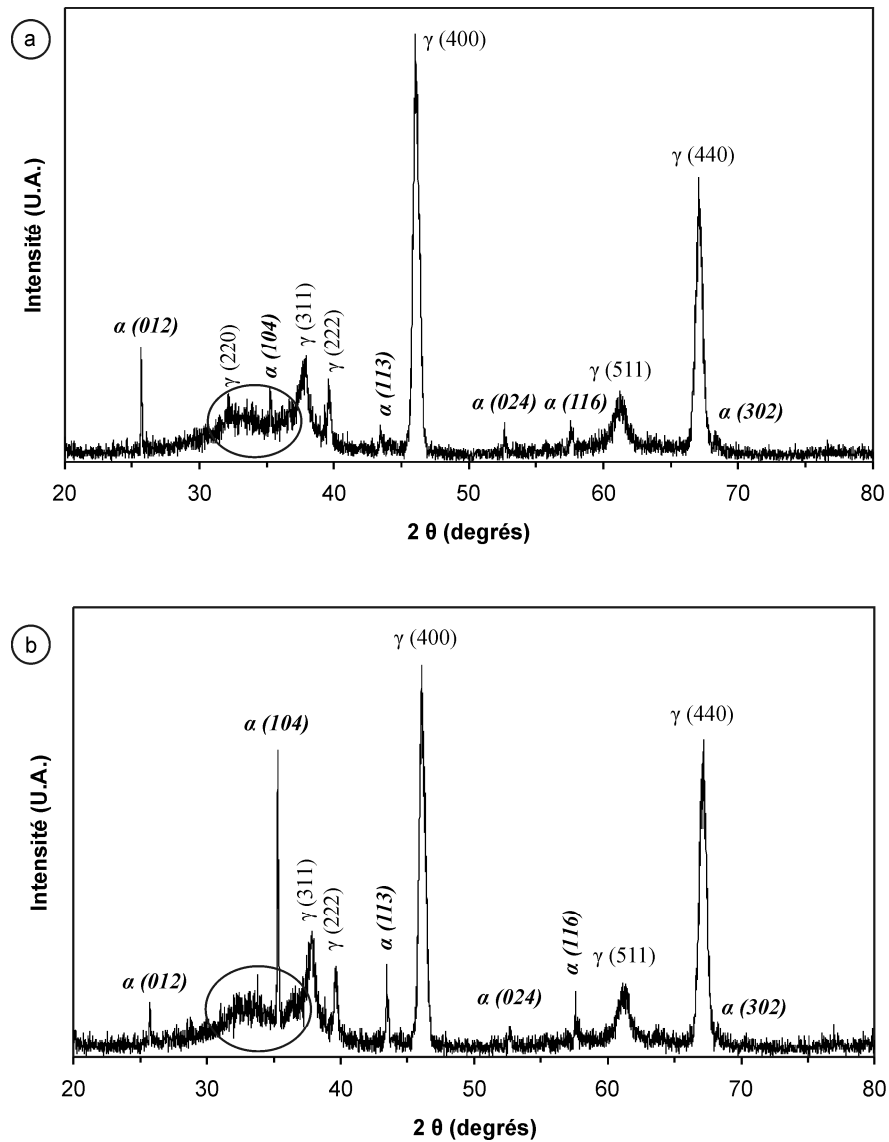 a
γ (400)
γ (440)
Intensité (U.A.)
α (012)
γ (220)
α (104)
γ (311)
γ (222)
α (113)
α (024)
α (116)
γ (511)
α (302)
20 30 40 50 60 70 80
2 θ (degrés)
b
γ (400)
α (104)
γ (440)
Intensité (U.A.)
α (012)
γ (311)
γ (222)
α (113)
α (024)
α (116)
γ (511)
α (302)
20 30 40 50 60 70 80
2 θ (degrés)